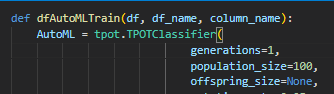 def dfAutoMLTrain(df, df_name, column_name):
AutoML = tpot.TPOTClassifier(
generations=1,
population_size=100,
offspring_size=None,